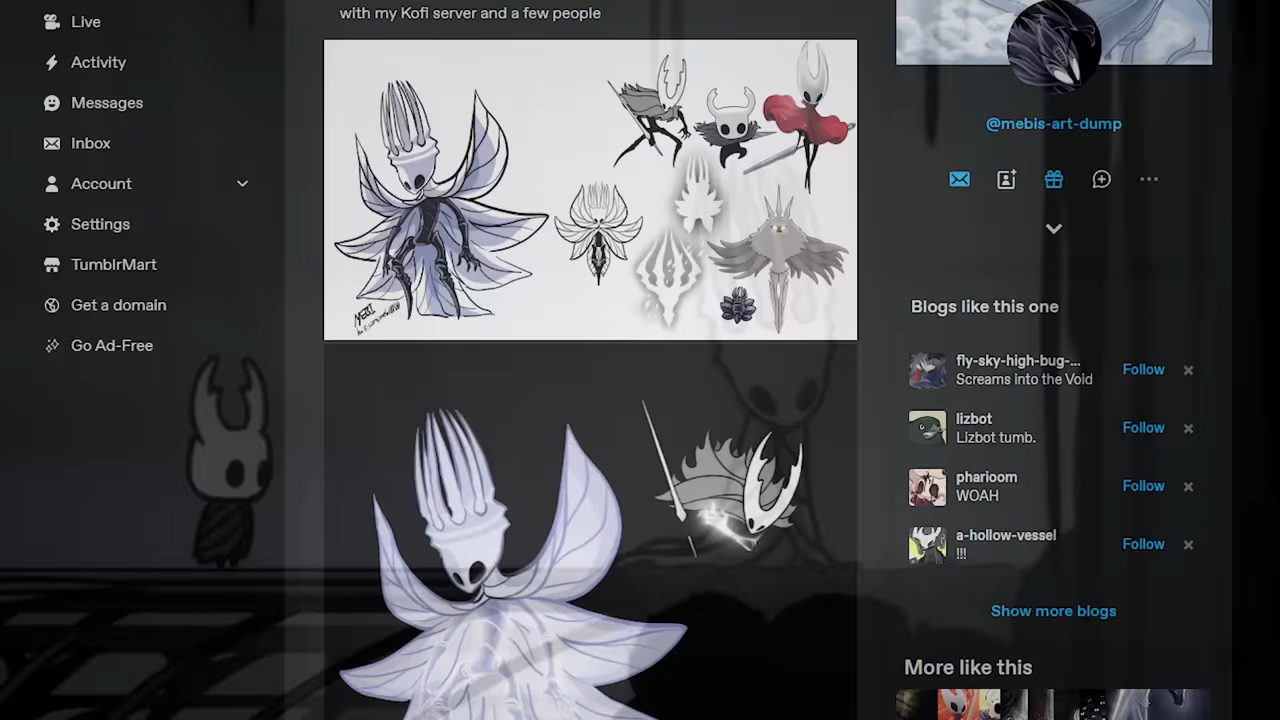 with my Kofi server and a few people
Live
Activity
Messages
Inbox
Account
Settings
TumblrMart
Get a domain
Go Ad-Free
MEBI
@mebis-art-dump
Blogs like this one
fly-sky-high-bug-...
Screams into the Void
Follow
lizbot
Lizbot tumb.
Follow
pharioom
WOAH
Follow
a-hollow-vessel
!!!
Follow
Show more blogs
More like this